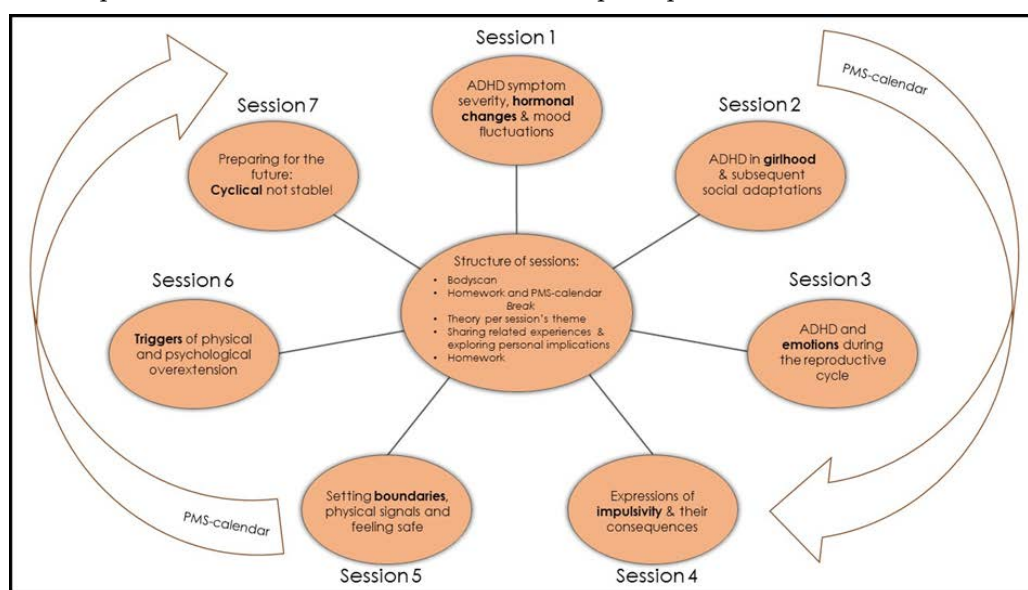 Session 1
ADHD symptom
severity, hormonal
changes & mood
fluctuations
PMS-calendar
Session 2
ADHD in girlhood
& subsequent
social adaptations
Session 7
Preparing for the
future:
Cyclical not stable!
Structure of sessions:
• Bodyscan
• Homework and PMS-calendar
Break
• Theory per session's theme
• Sharing related experiences &
exploring personal implications
• Homework
Session 3
ADHD and
emotions during
the reproductive
cycle
Session 6
Triggers of physical
and psychological
overextension
Expressions of
impulsivity & their
consequences
Session 4
Setting boundaries,
physical signals and
feeling safe
Session 5
PMS-calendar